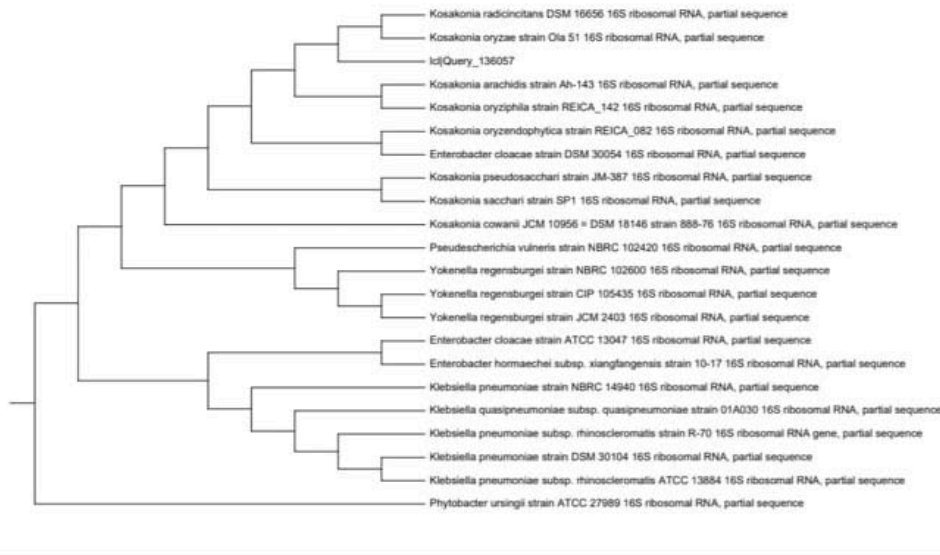 Kosakonia radicincitans DSM 16656 16S ribosomal RNA, partial sequence
Kosakonia oryzae strain Ola 51 16S ribosomal RNA, partial sequence
lcl|Query_136057
Kosakonia arachidis strain Ah-143 16S ribosomal RNA, partial sequence
Kosakonia oryziphila strain REICA_142 16S ribosomal RNA, partial sequence
Kosakonia oryzendophytica strain REICA_082 16S ribosomal RNA, partial sequence
Enterobacter cloacae strain DSM 30054 16S ribosomal RNA, partial sequence
Kosakonia pseudosacchari strain JM-387 16S ribosomal RNA, partial sequence
Kosakonia sacchari strain SP1 16S ribosomal RNA, partial sequence
Kosakonia cowanii JCM 10956 = DSM 18146 strain 888-76 16S ribosomal RNA, partial sequence
Pseudescherichia vulneris strain NBRC 102420 16S ribosomal RNA, partial sequence
Yokenella regensburgei strain NBRC 102600 16S ribosomal RNA, partial sequence
Yokenella regensburgei strain CIP 105435 16S ribosomal RNA, partial sequence
Yokenella regensburgei strain JCM 2403 16S ribosomal RNA, partial sequence
Enterobacter cloacae strain ATCC 13047 16S ribosomal RNA, partial sequence
Enterobacter hormaechei subsp. xiangfangensis strain 10-17 16S ribosomal RNA, partial sequence
Klebsiella pneumoniae strain NBRC 14940 16S ribosomal RNA, partial sequence
Klebsiella quasipneumoniae subsp. quasipneumoniae strain 01A030 16S ribosomal RNA, partial sequence
Klebsiella pneumoniae subsp. rhinoscleromatis strain R-70 16S ribosomal RNA gene, partial sequence
Klebsiella pneumoniae strain DSM 30104 16S ribosomal RNA, partial sequence
Klebsiella pneumoniae subsp. rhinoscleromatis ATCC 13884 16S ribosomal RNA, partial sequence
Phytobacter ursingii strain ATCC 27989 16S ribosomal RNA, partial sequence